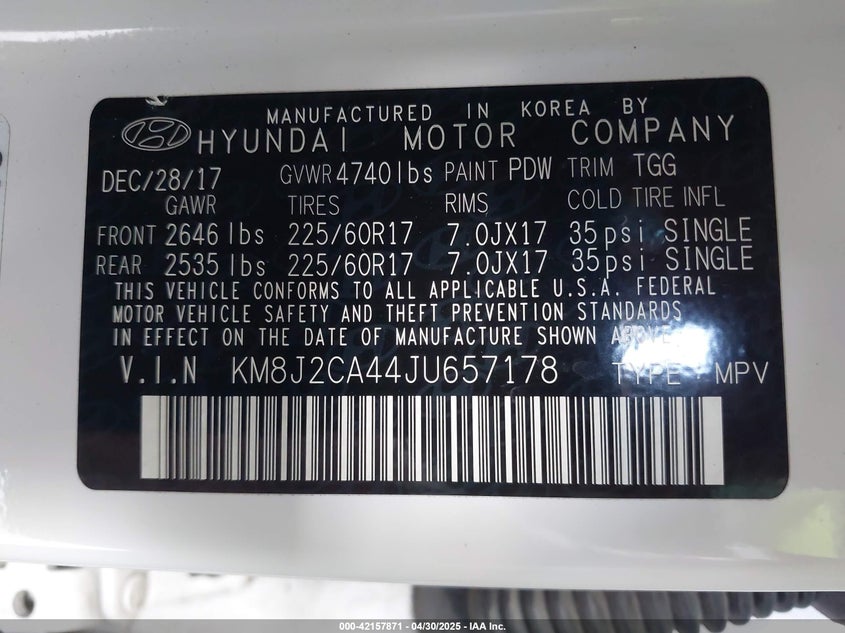 MANUFACTURED IN KOREA BY
HYUNDAI MOTOR COMPANY
DEC/28/17 GVWR 4740lbs PAINT PDW TRIM TGG
GAWR TIRES RIMS COLD TIRE INFL
FRONT 2646 lbs 225/60R17 7.0JX17 35psi SINGLE
REAR 2535 lbs 225/60R17 7.0JX17 35psi SINGLE
THIS VEHICLE CONFORMS TO ALL APPLICABLE U.S.A. FEDERAL
MOTOR VEHICLE SAFETY AND THEFT PREVENTION STANDARDS
IN EFFECT ON THE DATE OF MANUFACTURE SHOWN ABOVE.
V.I.N KM8J2CA44JU657178 TYPE : MPV
000-42157871 - 04/30/2025 - IAA Inc.